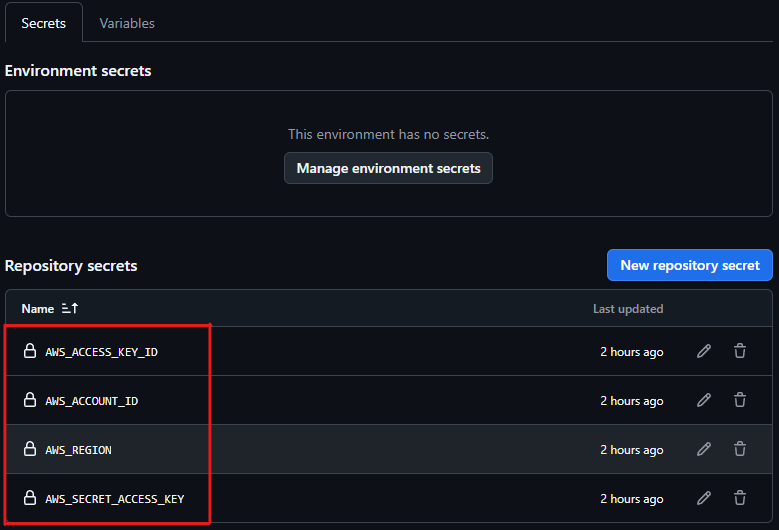 Secrets Variables
Environment secrets
This environment has no secrets.
Manage environment secrets
Repository secrets New repository secret
Name Last updated
AWS_ACCESS_KEY_ID 2 hours ago
AWS_ACCOUNT_ID 2 hours ago
AWS_REGION 2 hours ago
AWS_SECRET_ACCESS_KEY 2 hours ago